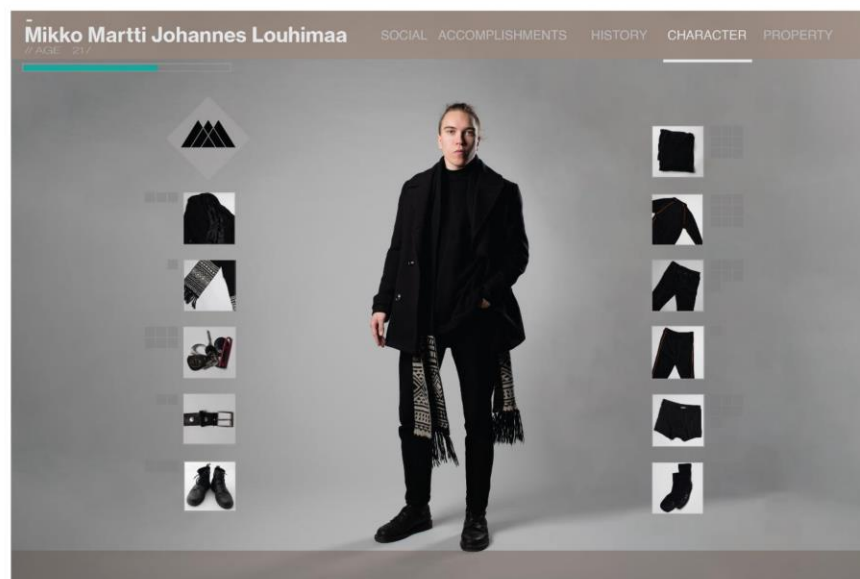 Mikko Martti Johannes Louhimaa
// AGE 21/
SOCIAL ACCOMPLISHMENTS HISTORY CHARACTER PROPERTY